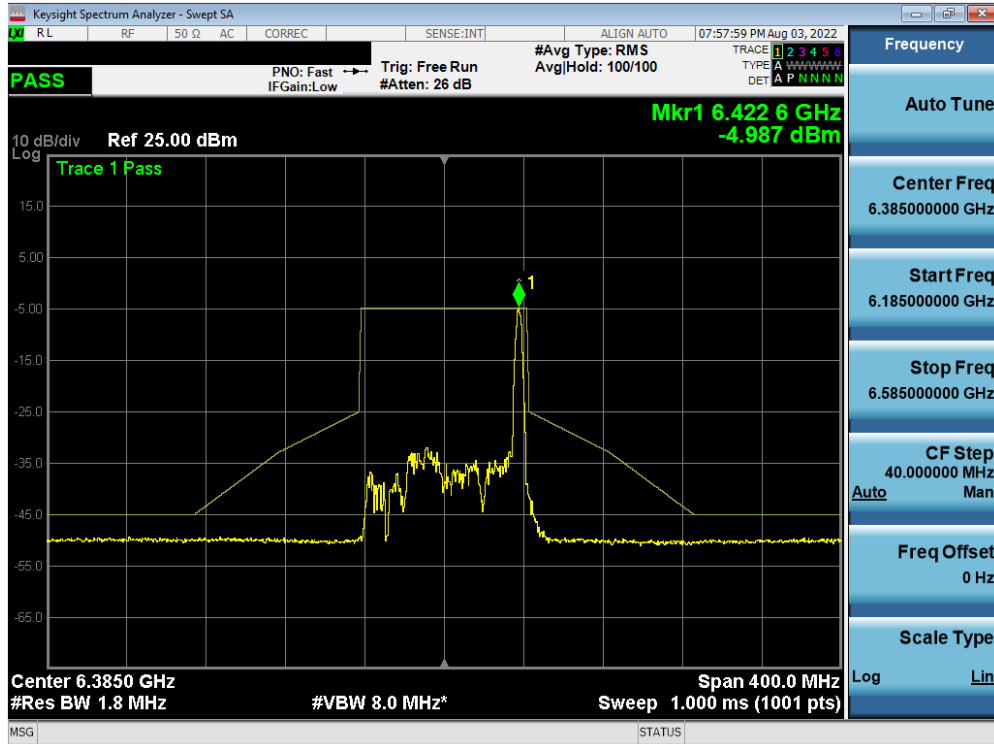 Keysight Spectrum Analyzer - Swept SA
LXI RL RF 50 Ω AC CORREC SENSE:INT ALIGN AUTO 07:57:59 PM Aug 03, 2022
PASS
PNO: Fast
IFGain:Low
Trig: Free Run
#Atten: 26 dB
#Avg Type: RMS
Avg|Hold: 100/100
TRACE 1 2 3 4 5 6
TYPE A WWWWW
DET A P N N N N
Mkr1 6.422 6 GHz
-4.987 dBm
10 dB/div Ref 25.00 dBm
Log
Trace 1 Pass
15.0
5.00
1
-5.00
-15.0
-25.0
-35.0
-45.0
-55.0
-65.0
Center 6.3850 GHz Span 400.0 MHz
#Res BW 1.8 MHz #VBW 8.0 MHz* Sweep 1.000 ms (1001 pts)
MSG STATUS
Frequency
Auto Tune
Center Freq
6.385000000 GHz
Start Freq
6.185000000 GHz
Stop Freq
6.585000000 GHz
CF Step
40.000000 MHz
Auto Man
Freq Offset
0 Hz
Scale Type
Log Lin